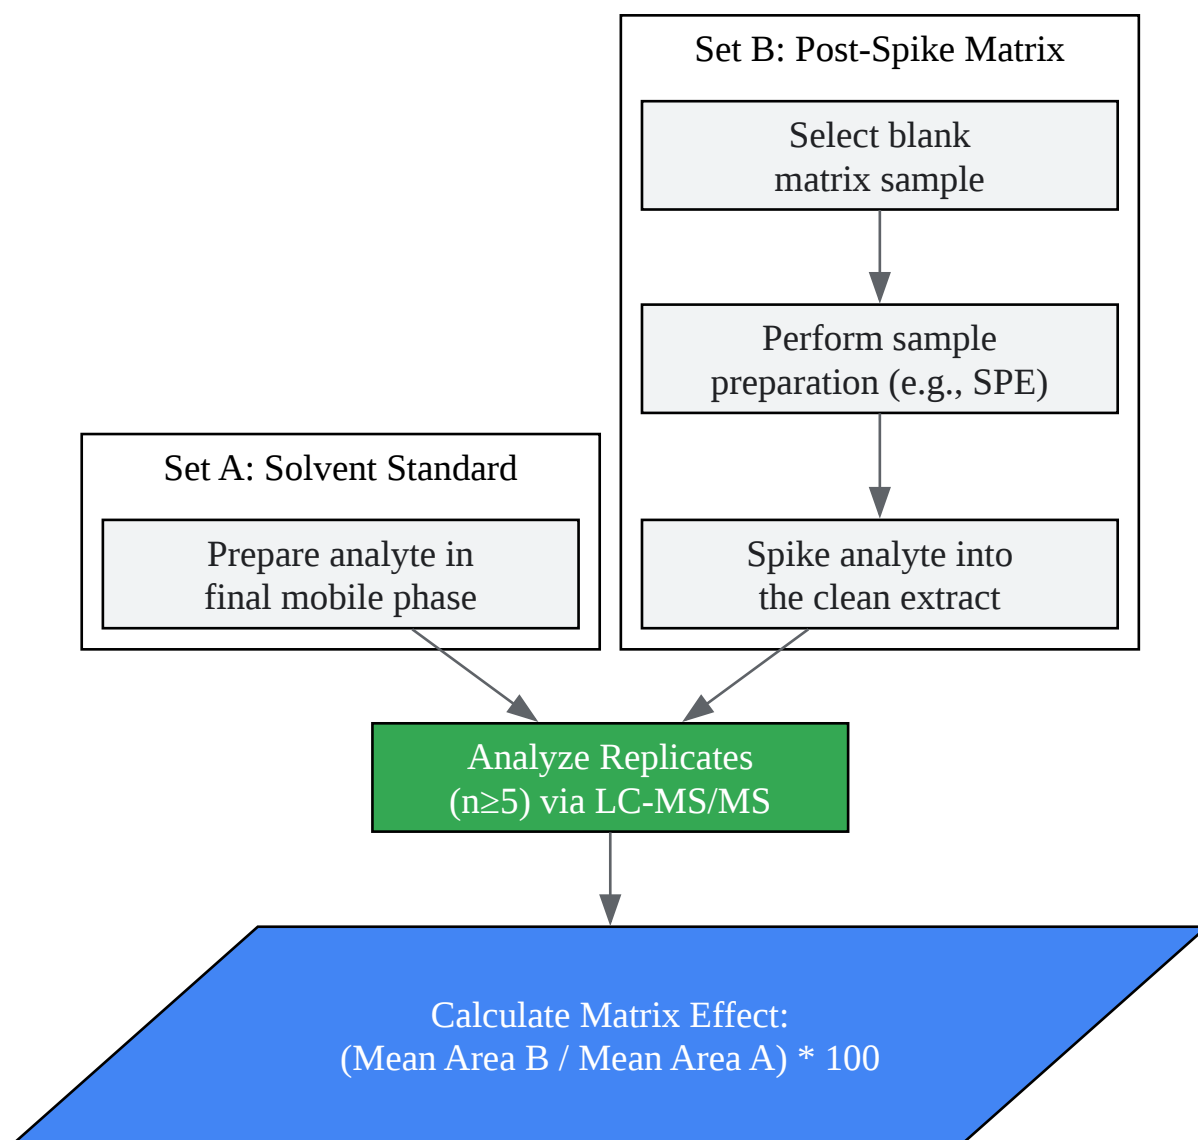 Set B: Post-Spike Matrix
Select blank
matrix sample
Perform sample
preparation (e.g., SPE)
Set A: Solvent Standard
Prepare analyte in
final mobile phase
Spike analyte into
the clean extract
Analyze Replicates
(n≥5) via LC-MS/MS
Calculate Matrix Effect:
(Mean Area B / Mean Area A) * 100